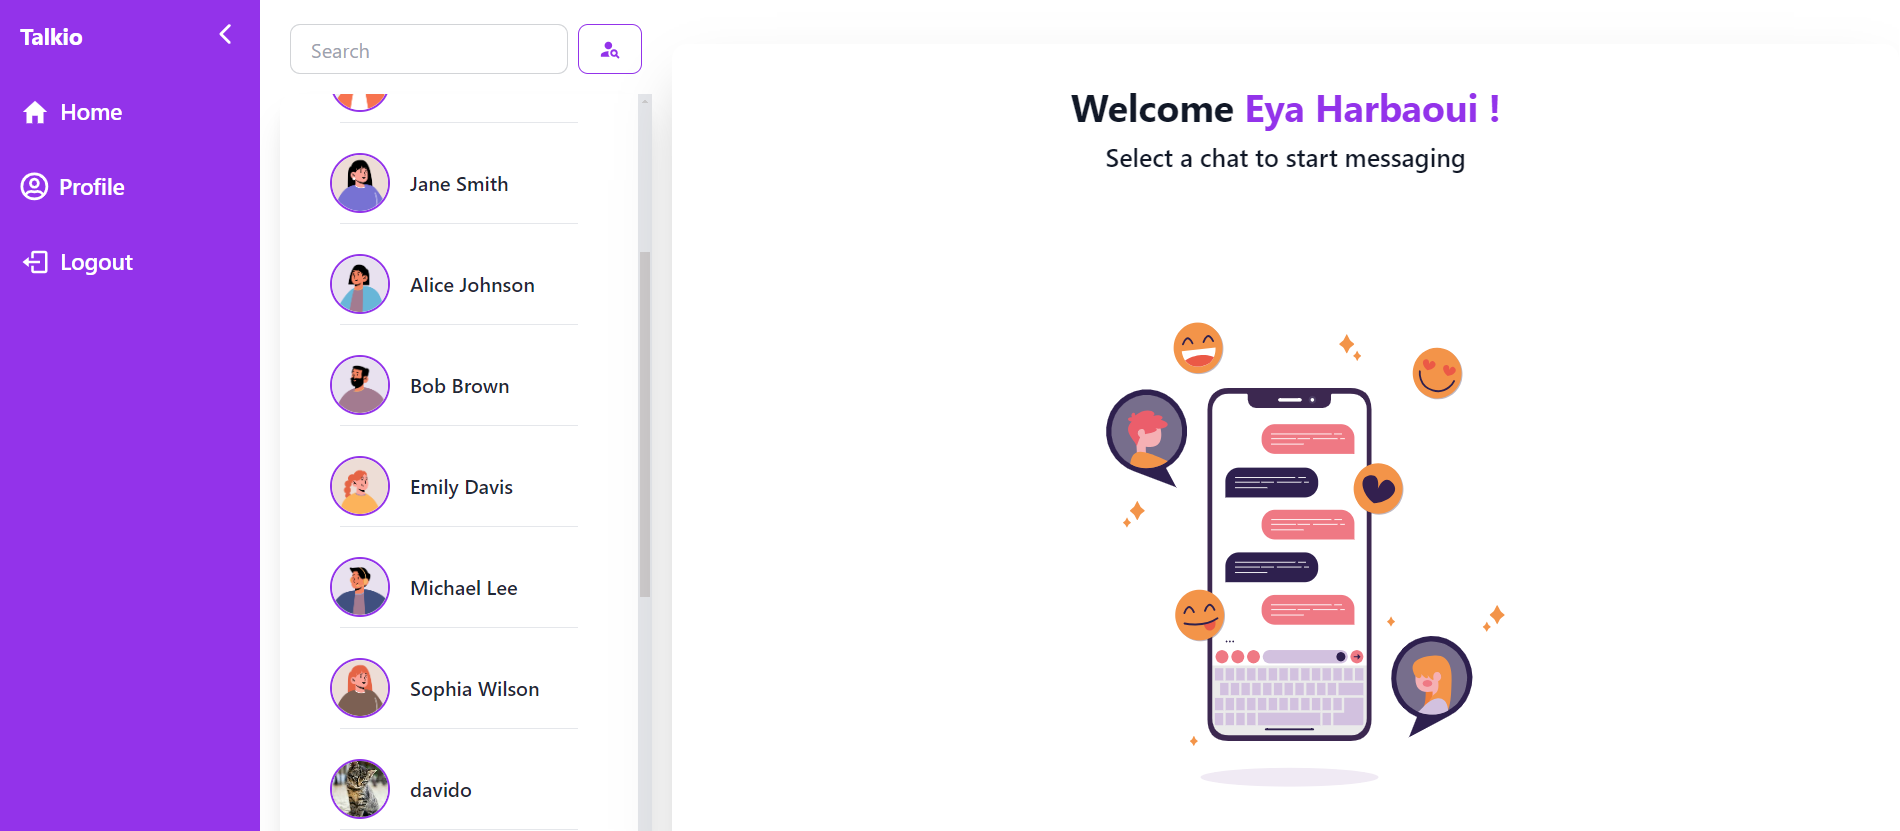 Talkio
Home
Profile
Logout
Search
Jane Smith
Alice Johnson
Bob Brown
Emily Davis
Michael Lee
Sophia Wilson
davido
Welcome Eya Harbaoui !
Select a chat to start messaging